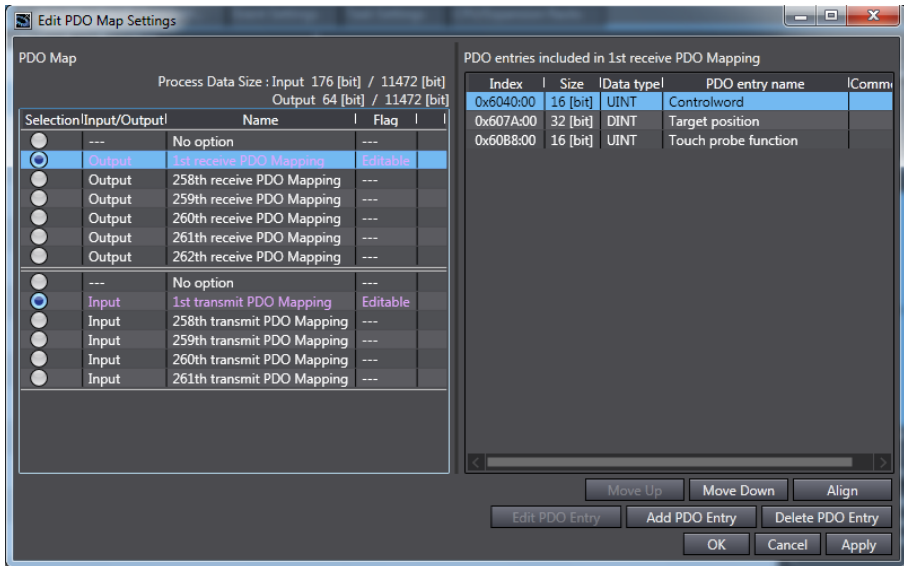 Edit PDO Map Settings
PDO Map
Process Data Size : Input 176 [bit] / 11472 [bit]
Output 64 [bit] / 11472 [bit]
Selection Input/Output Name Flag
--- No option ---
Output 1st receive PDO Mapping Editable
Output 258th receive PDO Mapping ---
Output 259th receive PDO Mapping ---
Output 260th receive PDO Mapping ---
Output 261th receive PDO Mapping ---
Output 262th receive PDO Mapping ---
--- No option ---
Input 1st transmit PDO Mapping Editable
Input 258th transmit PDO Mapping ---
Input 259th transmit PDO Mapping ---
Input 260th transmit PDO Mapping ---
Input 261th transmit PDO Mapping ---
PDO entries included in 1st receive PDO Mapping
Index Size Data type PDO entry name Comm
0x6040:00 16 [bit] UINT Controlword
0x607A:00 32 [bit] DINT Target position
0x60B8:00 16 [bit] UINT Touch probe function
Move Up Move Down Align
Edit PDO Entry Add PDO Entry Delete PDO Entry
OK Cancel Apply